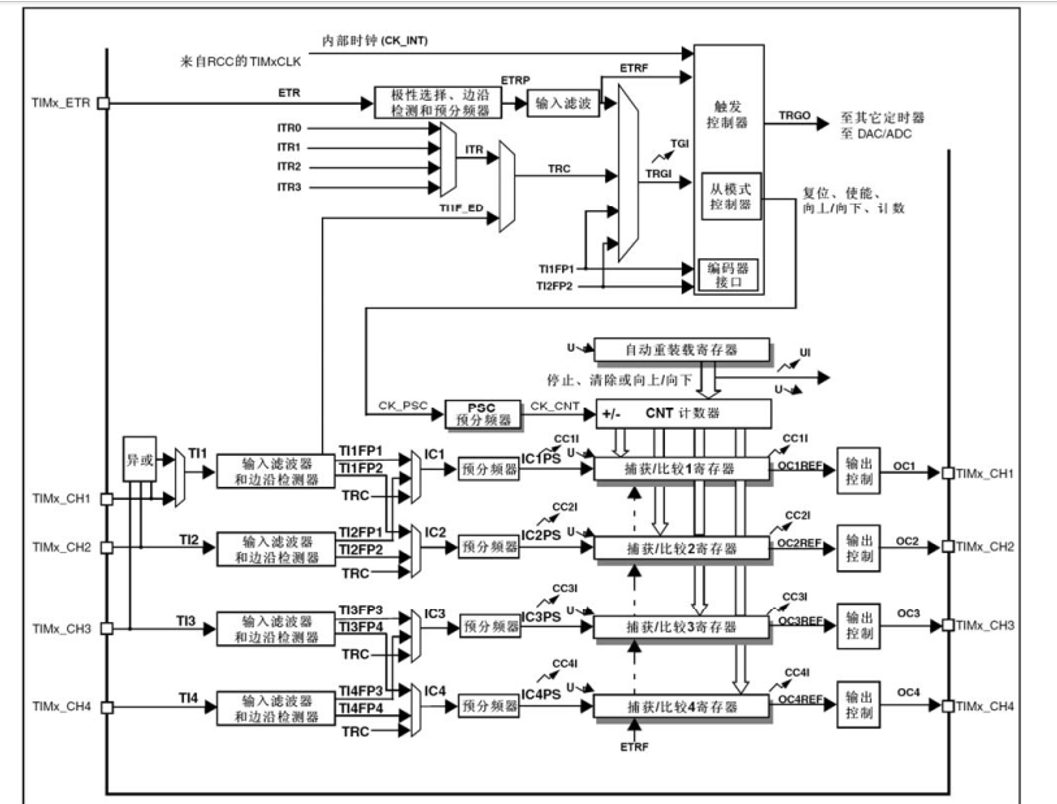 内部时钟 (CK_INT)
来自RCC的TIMxCLK
ETRF
TIMx_ETR
ETR
极性选择、边沿
检测和预分频器
ETRP
输入滤波
触发
控制器
TRGO
至其它定时器
至 DAC/ADC
ITR0
ITR1
ITR2
ITR3
ITR
TRC
TGI
TRGI
TI1F_ED
从模式
控制器
复位、使能、
向上/向下、计数
TI1FP1
TI2FP2
编码器
接口
U
自动重装载寄存器
UI
停止、清除或向上/向下
U
CK_PSC
PSC
预分频器
CK_CNT
+/-
CNT 计数器
异或
TI1
输入滤波器
和边沿检测器
TI1FP1
TI1FP2
TRC
IC1
预分频器
IC1PS
CC1I
U
捕获/比较1寄存器
CC1I
OC1REF
输出
控制
OC1
TIMx_CH1
TIMx_CH1
TIMx_CH2
TI2
输入滤波器
和边沿检测器
TI2FP1
TI2FP2
TRC
IC2
预分频器
IC2PS
CC2I
U
捕获/比较2寄存器
CC2I
OC2REF
输出
控制
OC2
TIMx_CH2
TIMx_CH3
TI3
输入滤波器
和边沿检测器
TI3FP3
TI3FP4
TRC
IC3
预分频器
IC3PS
CC3I
U
捕获/比较3寄存器
CC3I
OC3REF
输出
控制
OC3
TIMx_CH3
TIMx_CH4
TI4
输入滤波器
和边沿检测器
TI4FP3
TI4FP4
TRC
IC4
预分频器
IC4PS
CC4I
U
捕获/比较4寄存器
CC4I
OC4REF
输出
控制
OC4
TIMx_CH4
ETRF